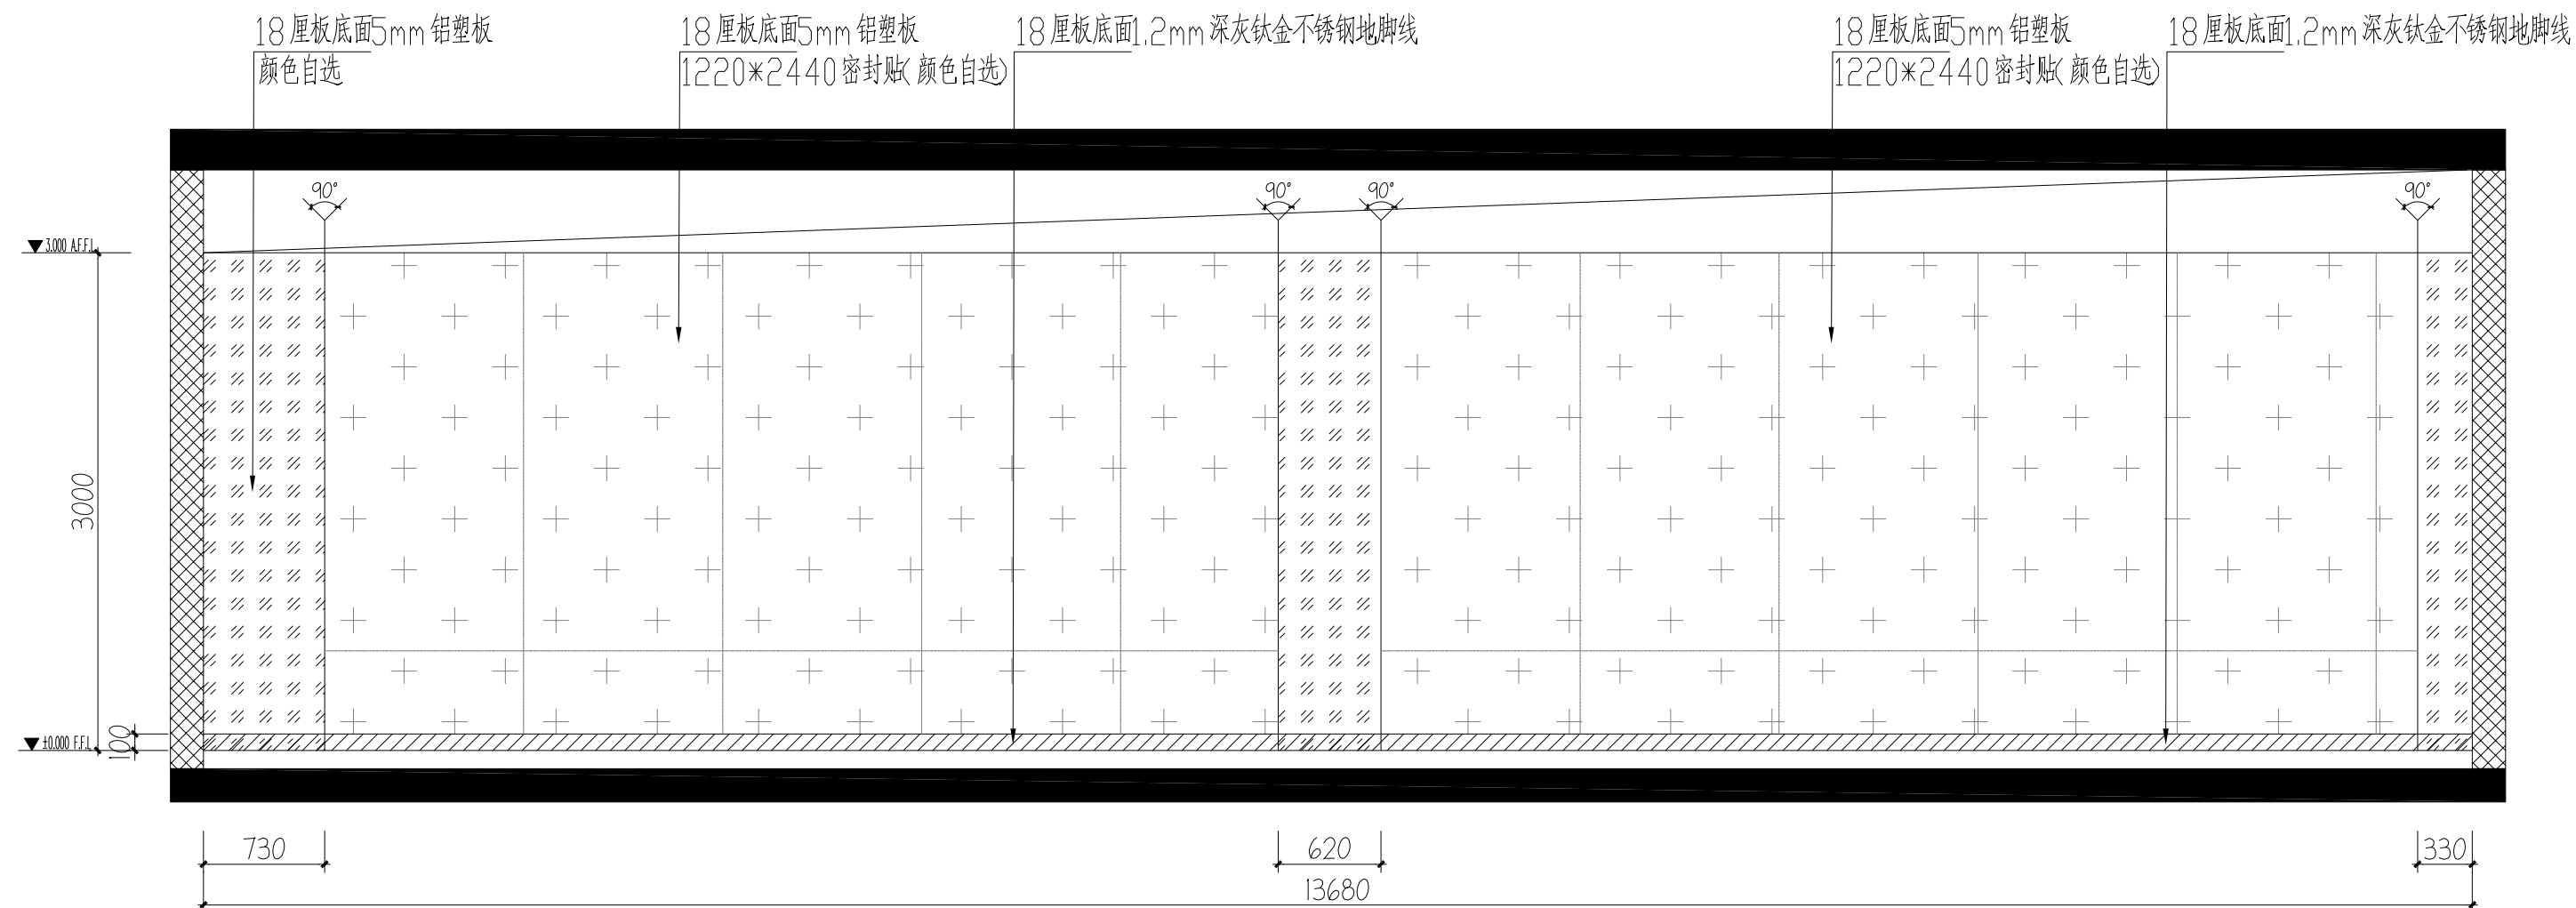 18厘板底面5mm铝塑板
颜色自选
18厘板底面5mm铝塑板
1220*2440密封贴(颜色自选)
18厘板底面1.2mm深灰钛金不锈钢地脚线
18厘板底面5mm铝塑板
1220*2440密封贴(颜色自选)
18厘板底面1.2mm深灰钛金不锈钢地脚线
90°
90°
90°
90°
3.000 A.F.F.L
3000
100
±0.000 F.F.L
730
620
330
13680